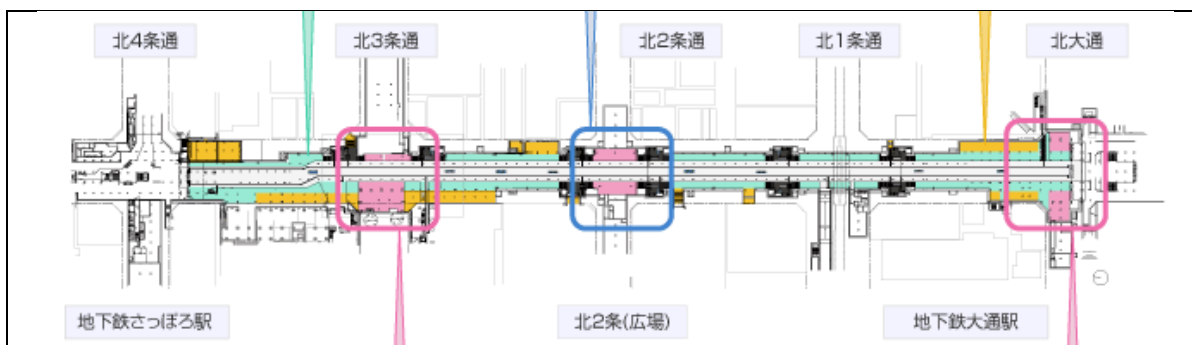 北4条通
北3条通
北2条通
北1条通
北大通
地下鉄さっぽろ駅
北2条(広場)
地下鉄大通駅